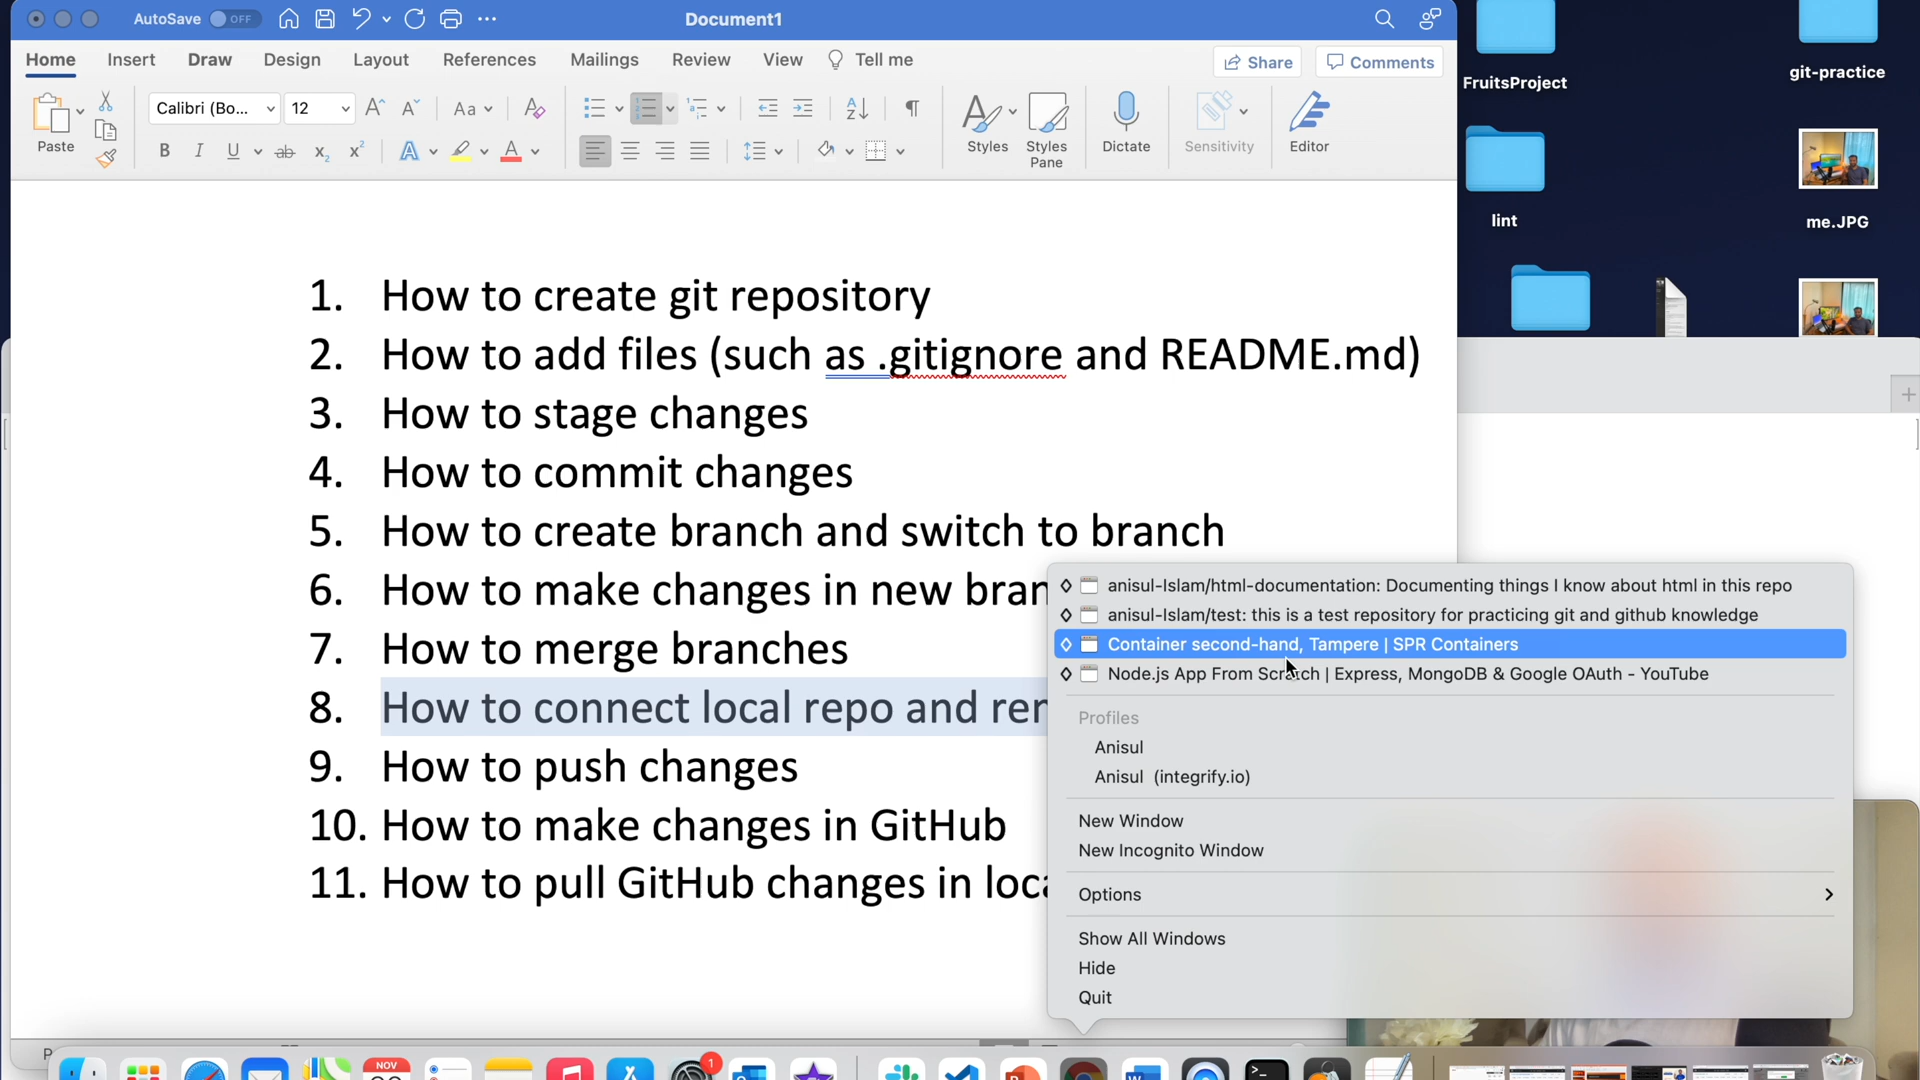 AutoSave OFF
Document1
Home Insert Draw Design Layout References Mailings Review View Tell me
Share Comments
Paste
Calibri (Bo... 12
Styles Styles Pane Dictate Sensitivity Editor
FruitsProject
git-practice
lint
me.JPG
1. How to create git repository
2. How to add files (such as .gitignore and README.md)
3. How to stage changes
4. How to commit changes
5. How to create branch and switch to branch
6. How to make changes in new bran
7. How to merge branches
8. How to connect local repo and rem
9. How to push changes
10. How to make changes in GitHub
11. How to pull GitHub changes in loca
anisul-Islam/html-documentation: Documenting things I know about html in this repo
anisul-Islam/test: this is a test repository for practicing git and github knowledge
Container second-hand, Tampere | SPR Containers
Node.js App From Scratch | Express, MongoDB & Google OAuth - YouTube
Profiles
Anisul
Anisul (integrify.io)
New Window
New Incognito Window
Options
Show All Windows
Hide
Quit
NOV
1